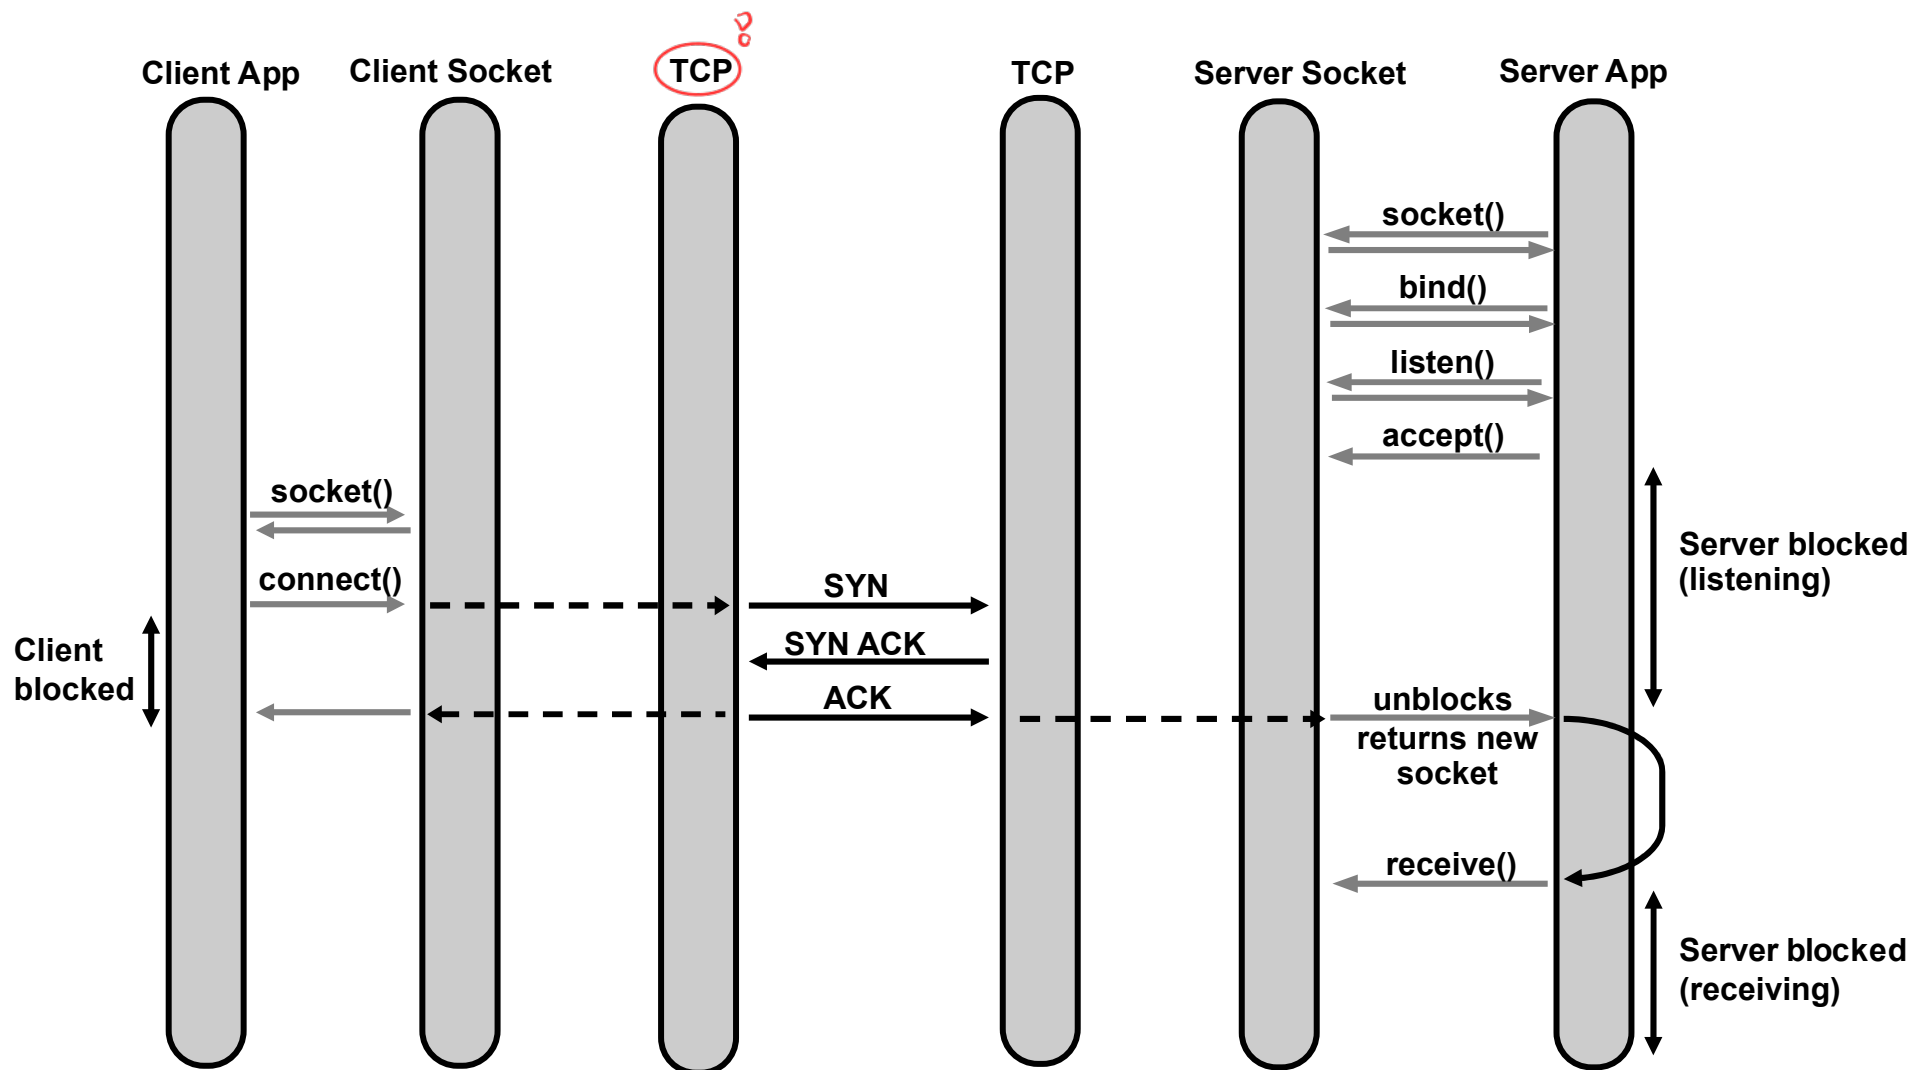 Client App
Client Socket
TCP
TCP
Server Socket
Server App
socket()
bind()
listen()
accept()
socket()
connect()
SYN
SYN ACK
ACK
Client
blocked
Server blocked
(listening)
unblocks
returns new
socket
receive()
Server blocked
(receiving)